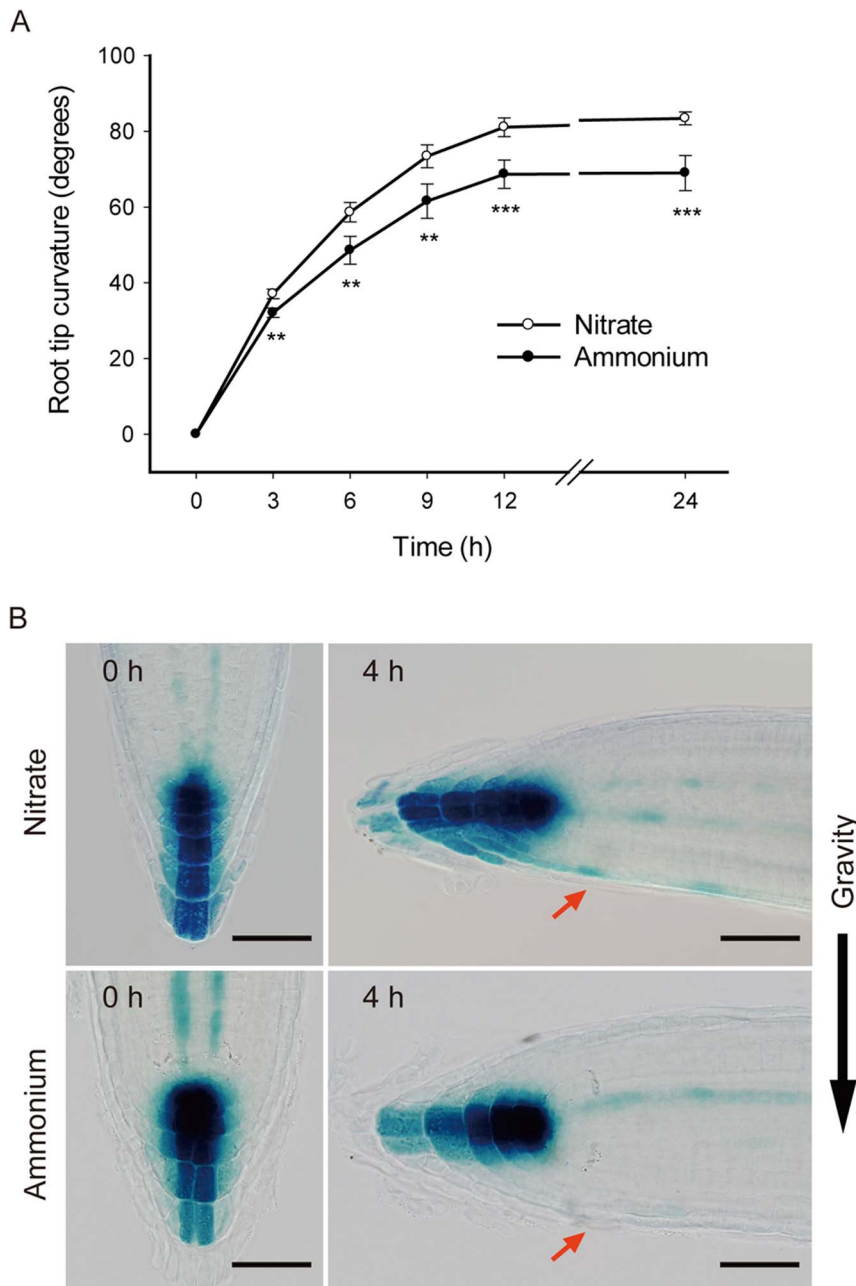 A
100
80
60
40
20
0
Root tip curvature (degrees)
**
**
**
***
***
Nitrate
Ammonium
0
3
6
9
12
24
Time (h)
B
0 h
4 h
Nitrate
0 h
4 h
Ammonium
Gravity